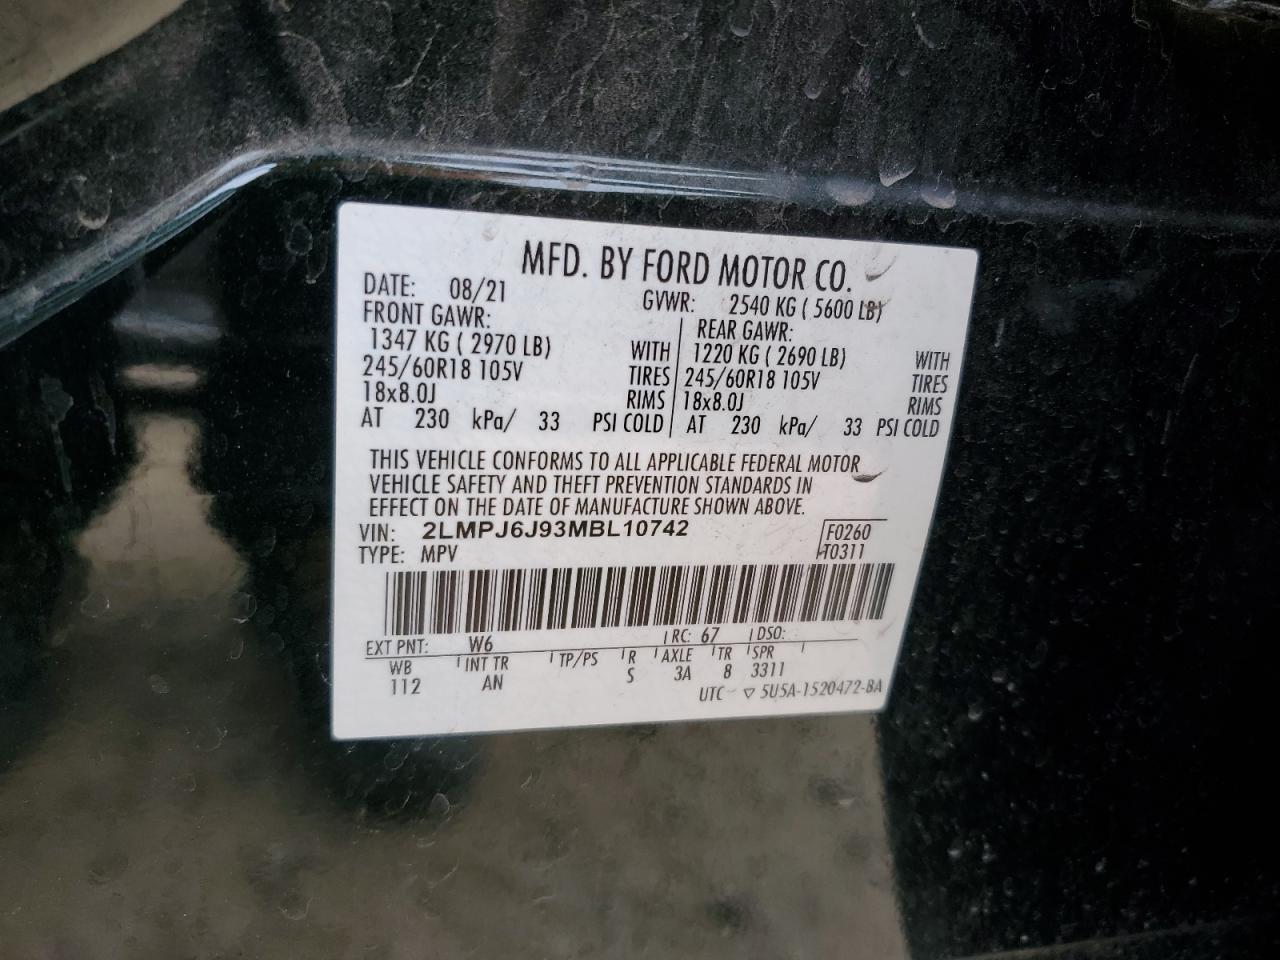 MFD. BY FORD MOTOR CO.
DATE: 08/21 GVWR: 2540 KG ( 5600 LB)
FRONT GAWR: REAR GAWR:
1347 KG ( 2970 LB) WITH 1220 KG ( 2690 LB) WITH
245/60R18 105V TIRES 245/60R18 105V TIRES
18x8.0J RIMS 18x8.0J RIMS
AT 230 kPa/ 33 PSI COLD AT 230 kPa/ 33 PSI COLD
THIS VEHICLE CONFORMS TO ALL APPLICABLE FEDERAL MOTOR
VEHICLE SAFETY AND THEFT PREVENTION STANDARDS IN
EFFECT ON THE DATE OF MANUFACTURE SHOWN ABOVE.
VIN: 2LMPJ6J93MBL10742 F0260
TYPE: MPV T0311
EXT PNT: W6 RC: 67 DSO:
WB INT TR TP/PS R AXLE TR SPR
112 AN S 3A 8 3311
UTC ▽ 5U5A-1520472-BA